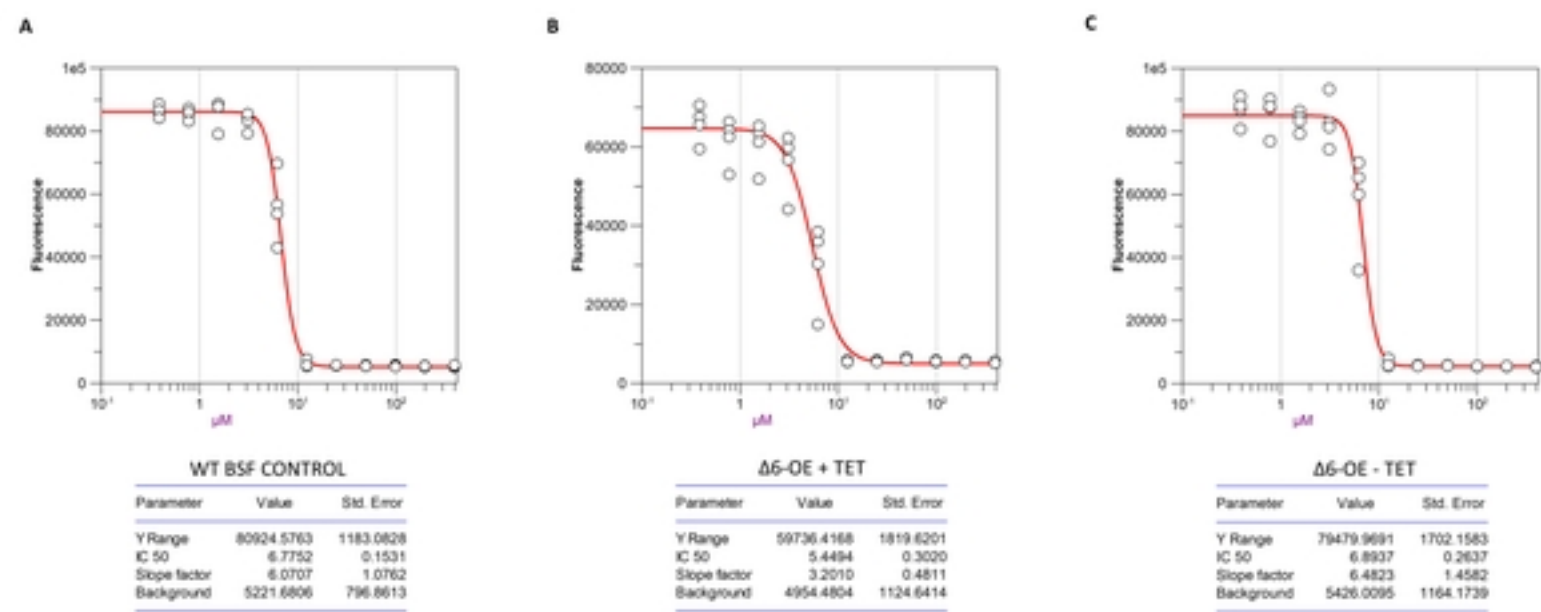 A
B
C
1e5
80000
60000
40000
20000
0
Fluorescence
10⁻¹ 1 10¹ 10²
µM
80000
60000
40000
20000
0
Fluorescence
10⁻¹ 1 10¹ 10²
µM
1e5
80000
60000
40000
20000
0
Fluorescence
10⁻¹ 1 10¹ 10²
µM
WT BSF CONTROL
Parameter Value Std. Error
Y Range 80924.5763 1183.0828
IC 50 6.7752 0.1531
Slope factor 6.0707 1.0762
Background 5221.6806 796.8613
Δ6-OE + TET
Parameter Value Std. Error
Y Range 59736.4168 1819.6201
IC 50 5.4494 0.3020
Slope factor 3.2010 0.4811
Background 4954.4804 1124.6414
Δ6-OE - TET
Parameter Value Std. Error
Y Range 79479.9691 1702.1583
IC 50 6.8937 0.2637
Slope factor 6.4823 1.4582
Background 5426.0095 1164.1739